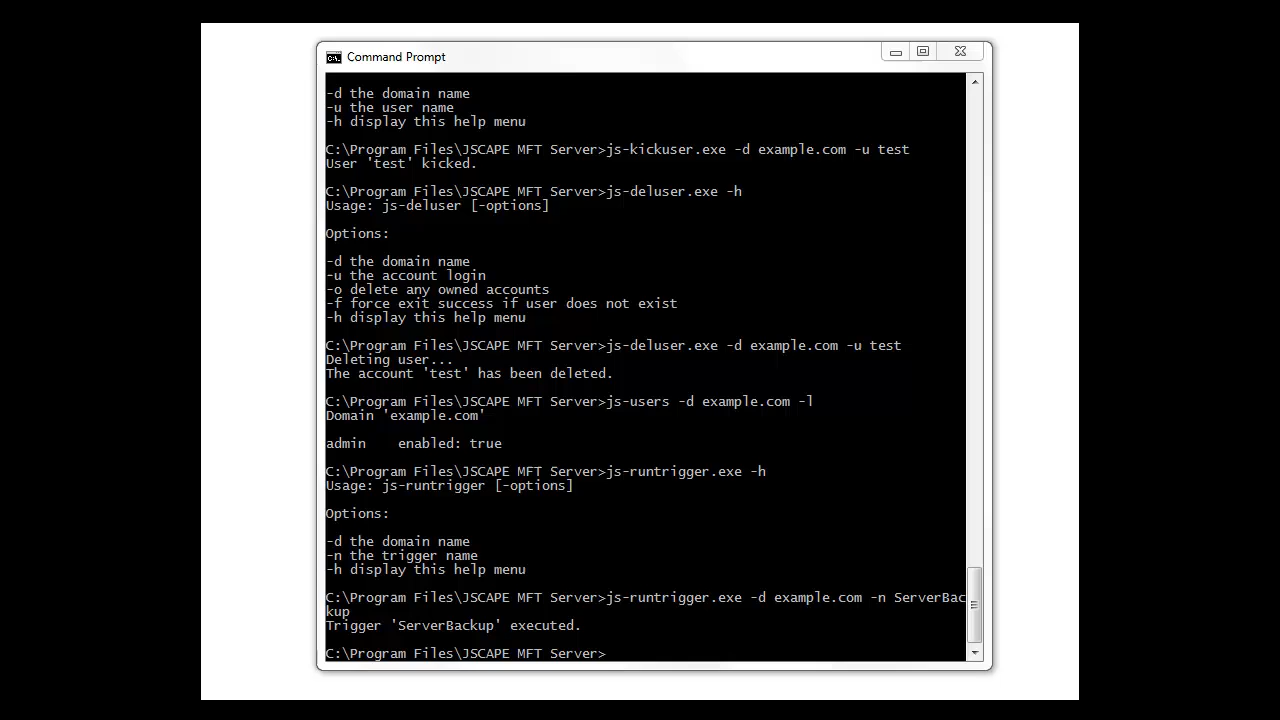 Command Prompt
-d the domain name
-u the user name
-h display this help menu
C:\Program Files\JSCAPE MFT Server>js-kickuser.exe -d example.com -u test
User 'test' kicked.
C:\Program Files\JSCAPE MFT Server>js-deluser.exe -h
Usage: js-deluser [-options]
Options:
-d the domain name
-u the account login
-o delete any owned accounts
-f force exit success if user does not exist
-h display this help menu
C:\Program Files\JSCAPE MFT Server>js-deluser.exe -d example.com -u test
Deleting user...
The account 'test' has been deleted.
C:\Program Files\JSCAPE MFT Server>js-users -d example.com -l
Domain 'example.com'
admin    enabled: true
C:\Program Files\JSCAPE MFT Server>js-runtrigger.exe -h
Usage: js-runtrigger [-options]
Options:
-d the domain name
-n the trigger name
-h display this help menu
C:\Program Files\JSCAPE MFT Server>js-runtrigger.exe -d example.com -n ServerBac
kup
Trigger 'ServerBackup' executed.
C:\Program Files\JSCAPE MFT Server>